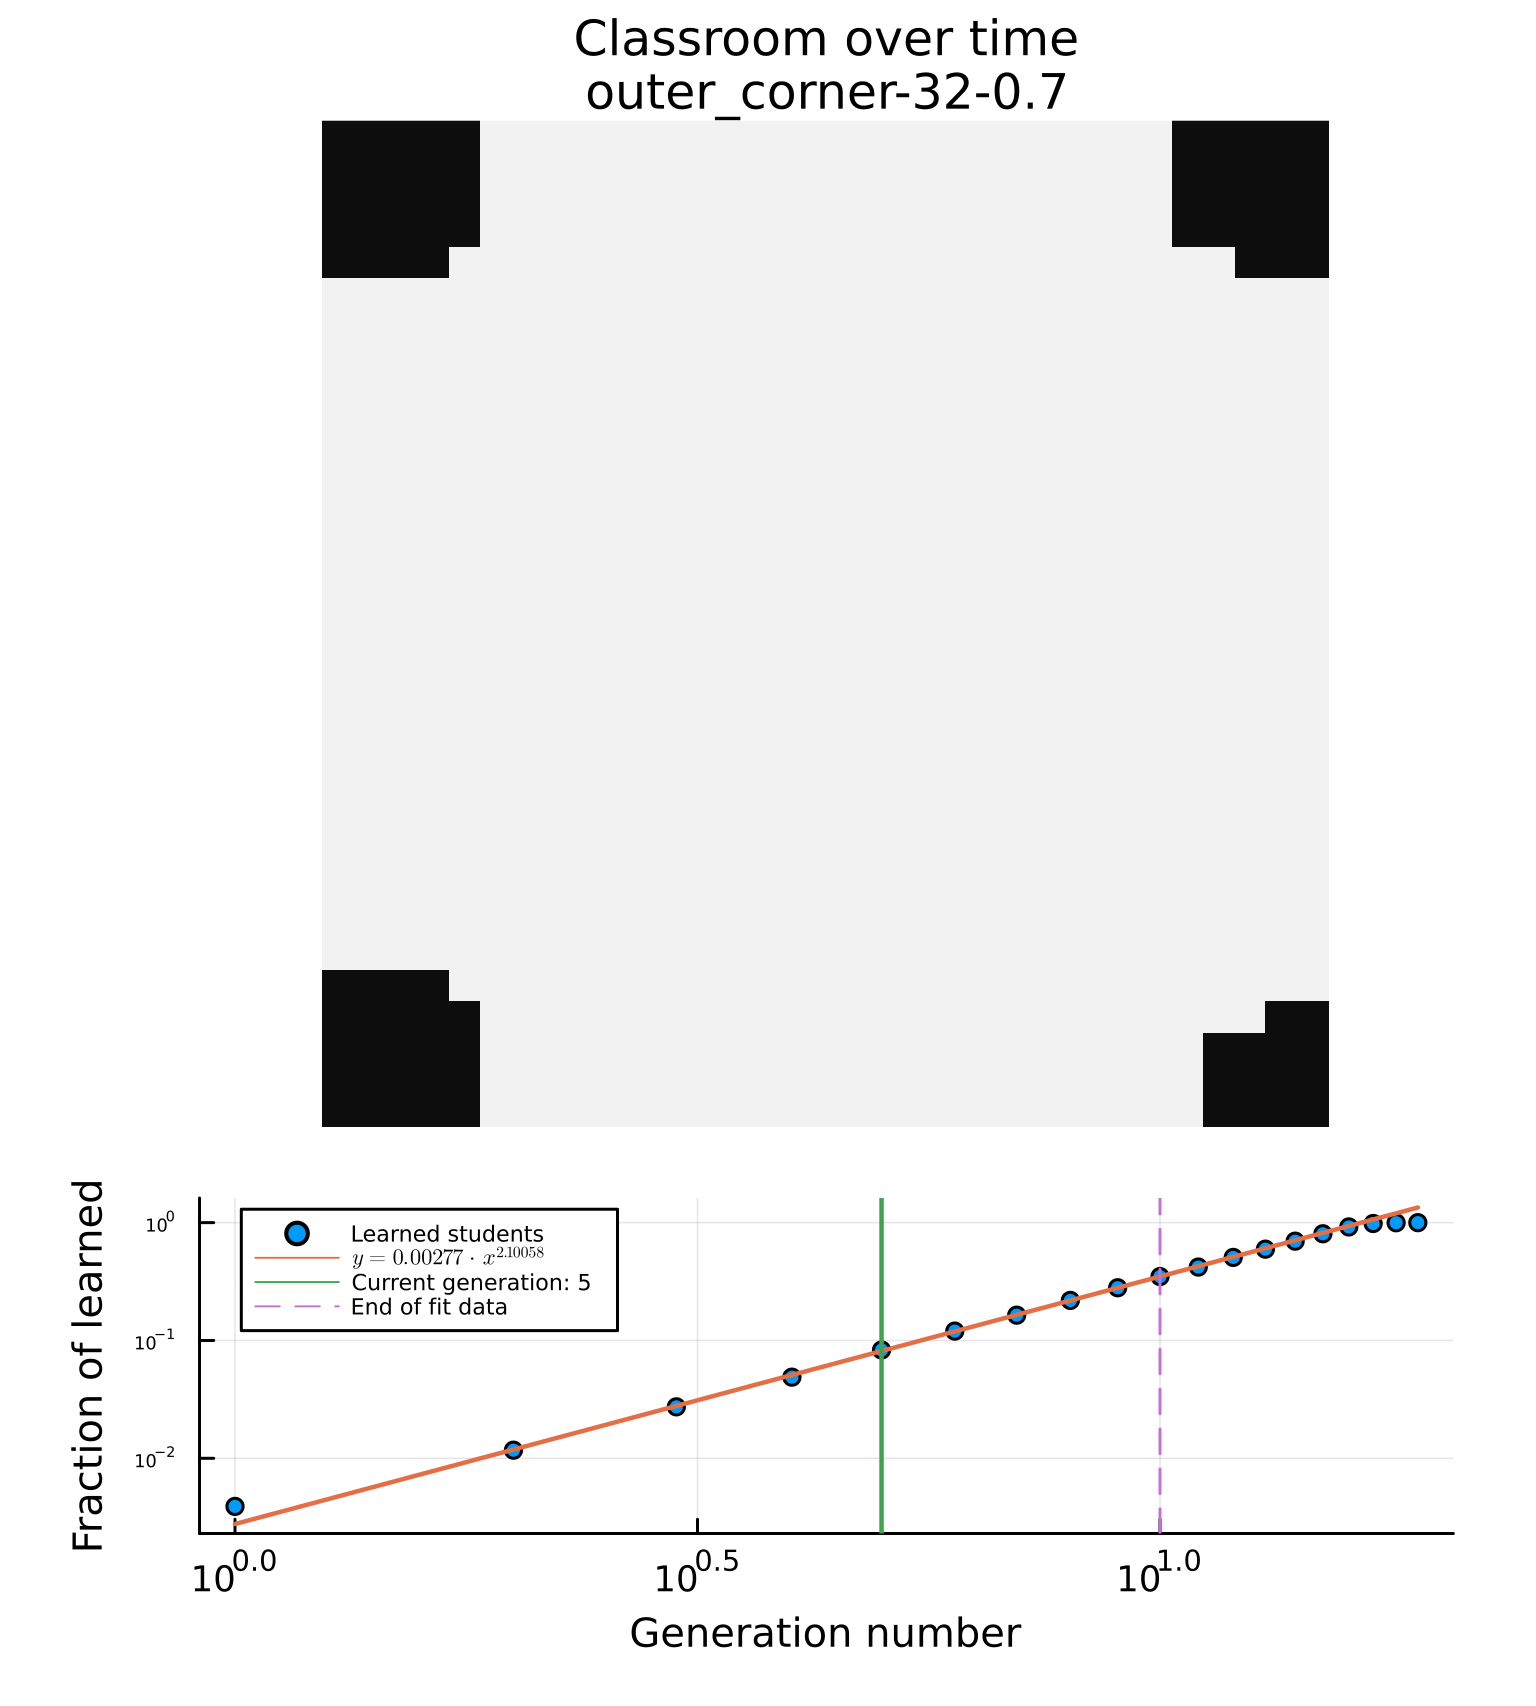 Classroom over time
outer_corner-32-0.7
Fraction of learned
10^0
10^−1
10^−2
Learned students
y = 0.00277 · x^2.10058
Current generation: 5
End of fit data
10^0.0
10^0.5
10^1.0
Generation number